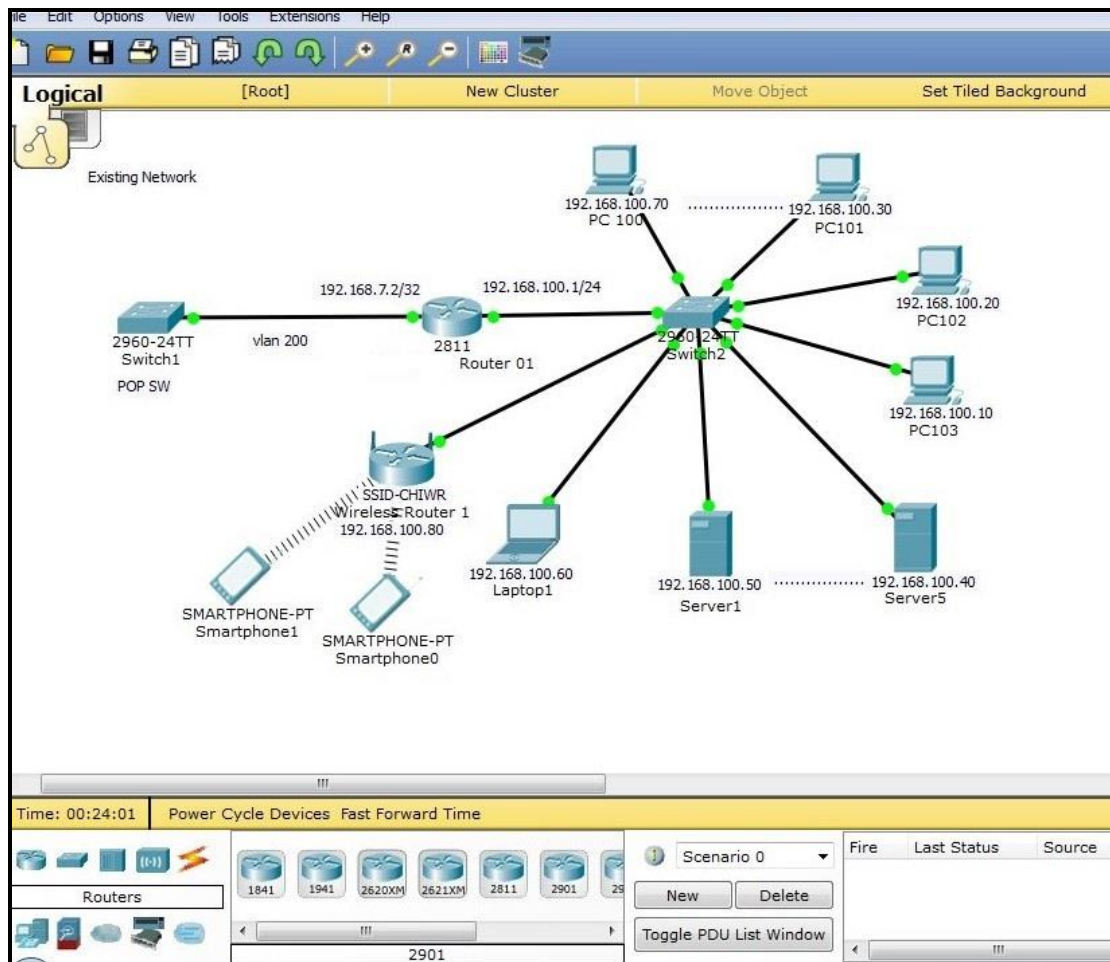 File Edit Options View Tools Extensions Help
Logical [Root] New Cluster Move Object Set Tiled Background
Existing Network
192.168.100.70
PC 100
192.168.100.30
PC101
192.168.7.2/32
192.168.100.1/24
192.168.100.20
PC102
2960-24TT
Switch1
vlan 200
2811
Router 01
2960-24TT
Switch2
POP SW
192.168.100.10
PC103
SSID-CHIWR
Wireless Router 1
192.168.100.80
192.168.100.60
Laptop1
192.168.100.50
Server1
192.168.100.40
Server5
SMARTPHONE-PT
Smartphone1
SMARTPHONE-PT
Smartphone0
Time: 00:24:01 Power Cycle Devices Fast Forward Time
Routers
1841 1941 2620XM 2621XM 2811 2901 29
2901
Scenario 0
New Delete
Toggle PDU List Window
Fire Last Status Source